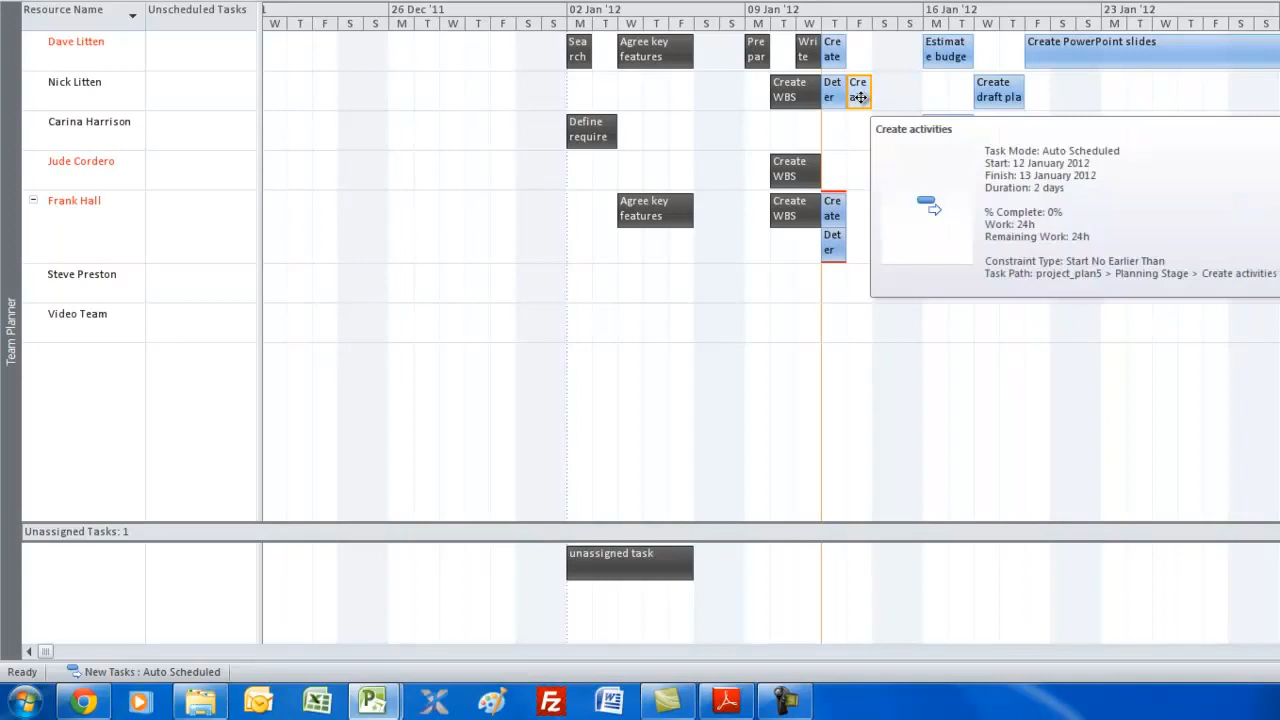 Resource Name
Unscheduled Tasks
26 Dec '11
02 Jan '12
09 Jan '12
16 Jan '12
23 Jan '12
W T F S S M T W T F S S M T W T F S S M T W T F S S M T W T F S S M T W T F S S
Dave Litten
Sea
rch
Agree key
features
Pre
par
Wri
te
Cre
ate
Estimat
e budge
Create PowerPoint slides
Nick Litten
Create
WBS
Det
er
Cre
Create
draft pla
Carina Harrison
Define
require
Create activities
Task Mode: Auto Scheduled
Start: 12 January 2012
Finish: 13 January 2012
Duration: 2 days
% Complete: 0%
Work: 24h
Remaining Work: 24h
Constraint Type: Start No Earlier Than
Task Path: project_plan5 > Planning Stage > Create activities
Jude Cordero
Create
WBS
Frank Hall
Agree key
features
Create
WBS
Cre
ate
Det
er
Steve Preston
Video Team
Team Planner
Unassigned Tasks: 1
unassigned task
Ready
New Tasks : Auto Scheduled